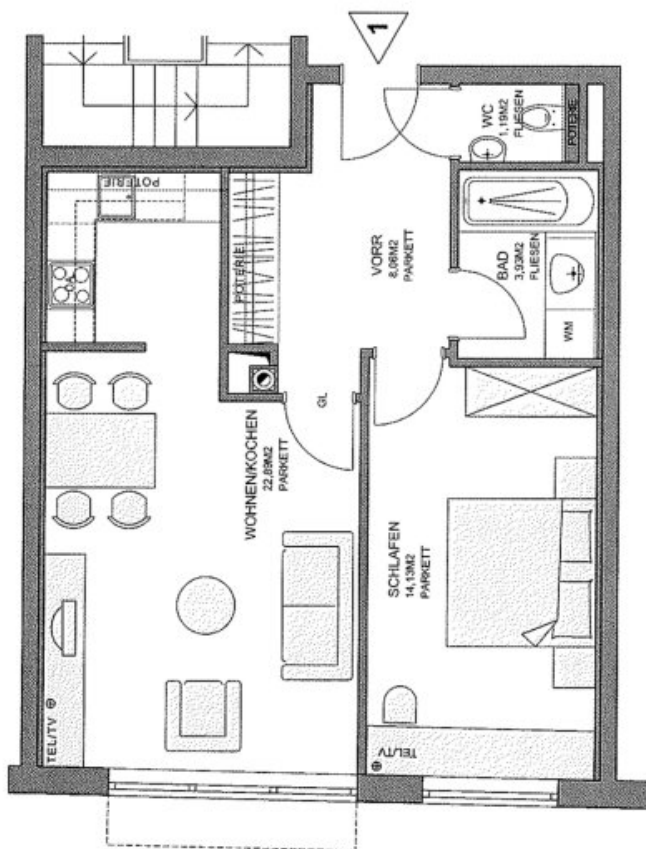 1
WC
1,19M2
FLIESEN
POTERIE
POTERIE
POTERIE
VORR
8,06M2
PARKETT
BAD
3,93M2
FLIESEN
WM
GL
WOHNEN/KOCHEN
22,89M2
PARKETT
SCHLAFEN
14,13M2
PARKETT
TEL/TV
TEL/TV